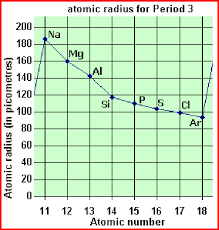 atomic radius for Period 3
Atomic radius (in picometres)
200
180
160
140
120
100
80
60
40
20
0
Na
Mg
Al
Si
P
S
Cl
Ar
11 12 13 14 15 16 17 18
Atomic number